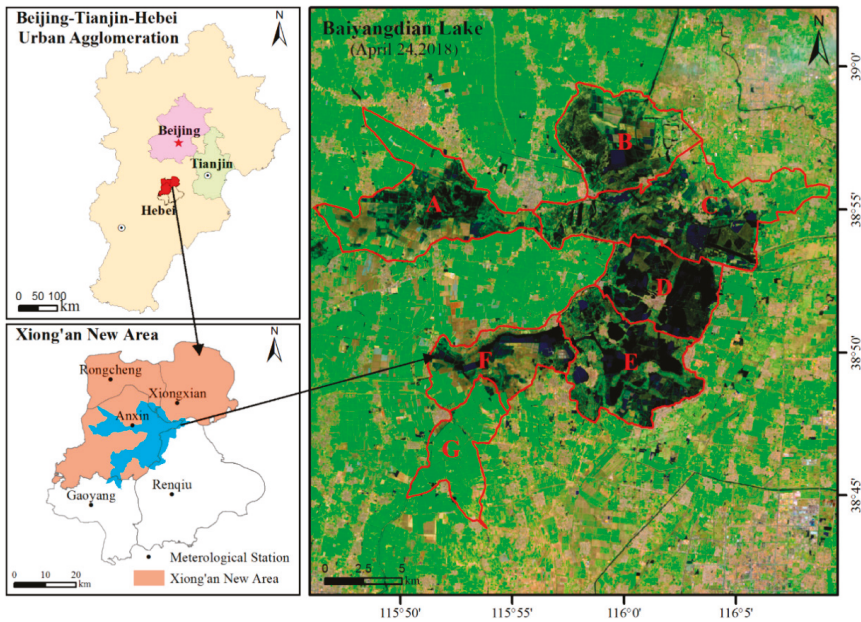 Beijing-Tianjin-Hebei
Urban Agglomeration
N
Beijing
Tianjin
Hebei
0 50 100
km
Xiong'an New Area
N
Rongcheng
Xiongxian
Anxin
Gaoyang
Renqiu
Meterological Station
Xiong'an New Area
0 10 20
km
Baiyangdian Lake
(April 24,2018)
N
A
B
C
D
E
F
G
0 2.5 5
km
39°0'
38°55'
38°50'
38°45'
115°50'
115°55'
116°0'
116°5'